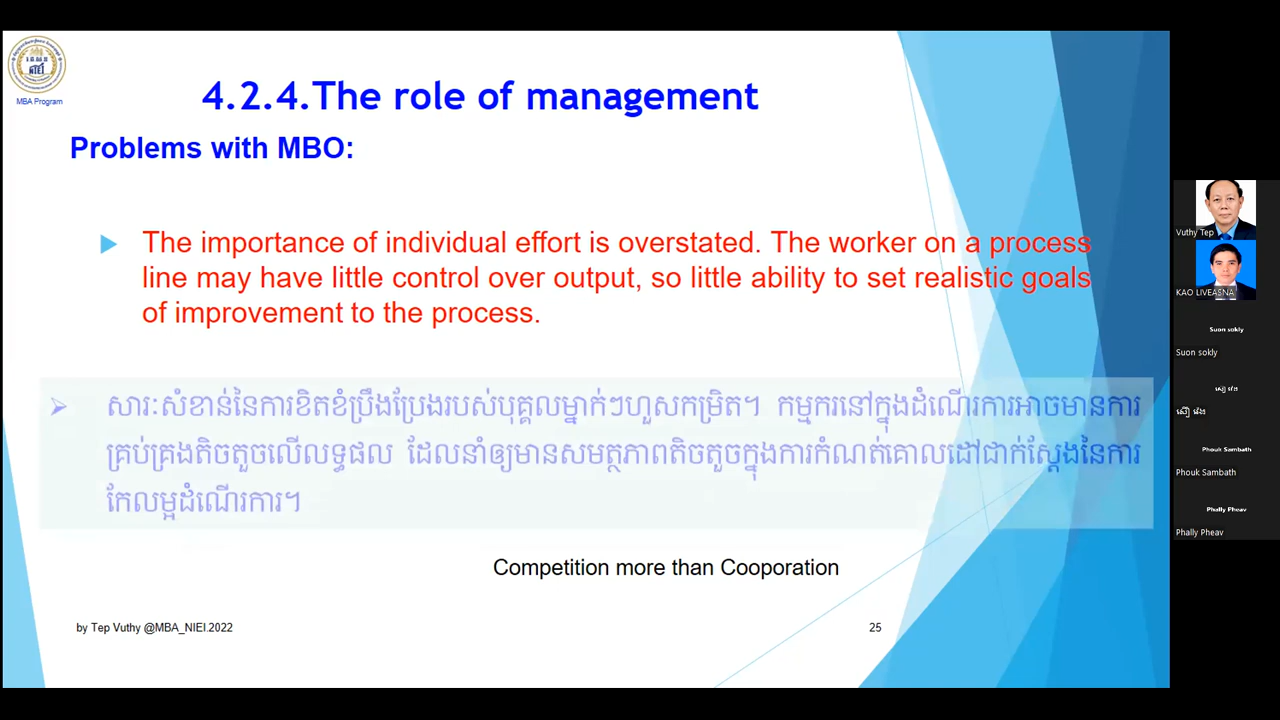 NIEI
MBA Program
4.2.4.The role of management
Problems with MBO:
The importance of individual effort is overstated. The worker on a process
line may have little control over output, so little ability to set realistic goals
of improvement to the process.
សារៈសំខាន់នៃការខិតខំប្រឹងប្រែងរបស់បុគ្គលម្នាក់ៗហួសកម្រិត។ កម្មករនៅក្នុងដំណើរការអាចមានការ
គ្រប់គ្រងតិចតួចលើលទ្ធផល ដែលនាំឲ្យមានសមត្ថភាពតិចតួចក្នុងការកំណត់គោលដៅជាក់ស្តែងនៃការ
កែលម្អដំណើរការ។
Competition more than Cooporation
by Tep Vuthy @MBA_NIEI.2022
25
Vuthy Tep
KAO LIVEASNA
Suon sokly
Suon sokly
Phouk Sambath
Phouk Sambath
Phally Pheav
Phally Pheav